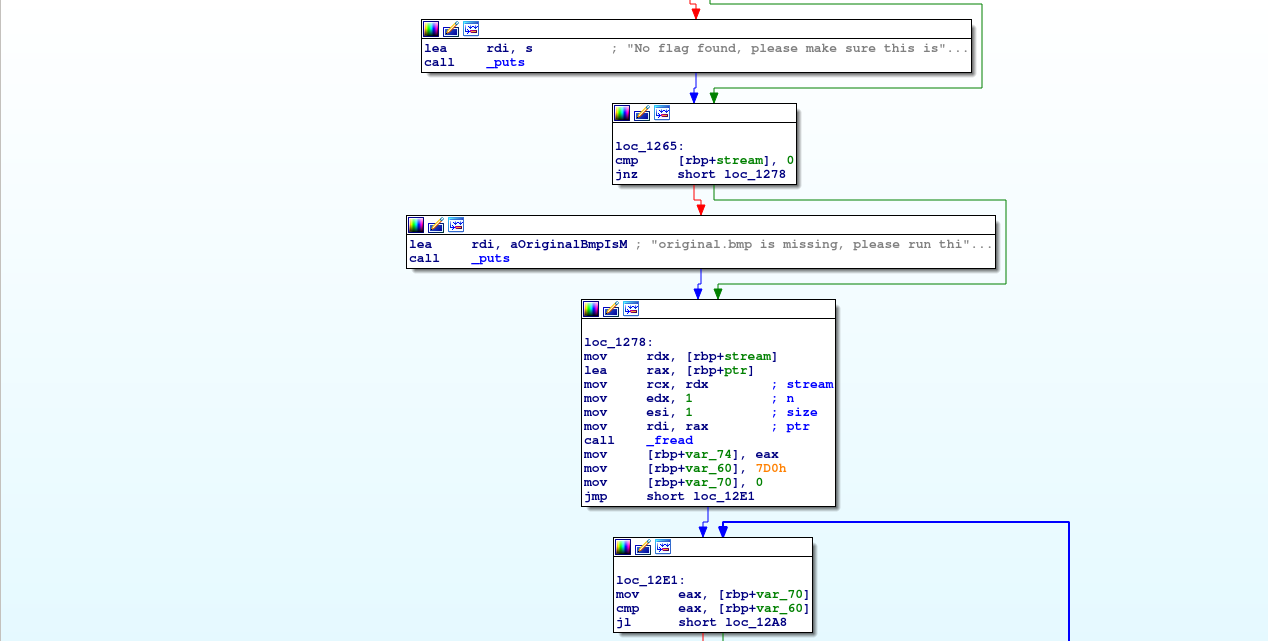 lea rdi, s ; "No flag found, please make sure this is"...
call _puts
loc_1265:
cmp [rbp+stream], 0
jnz short loc_1278
lea rdi, aOriginalBmpIsM ; "original.bmp is missing, please run thi"...
call _puts
loc_1278:
mov rdx, [rbp+stream]
lea rax, [rbp+ptr]
mov rcx, rdx ; stream
mov edx, 1 ; n
mov esi, 1 ; size
mov rdi, rax ; ptr
call _fread
mov [rbp+var_74], eax
mov [rbp+var_60], 7D0h
mov [rbp+var_70], 0
jmp short loc_12E1
loc_12E1:
mov eax, [rbp+var_70]
cmp eax, [rbp+var_60]
jl short loc_12A8